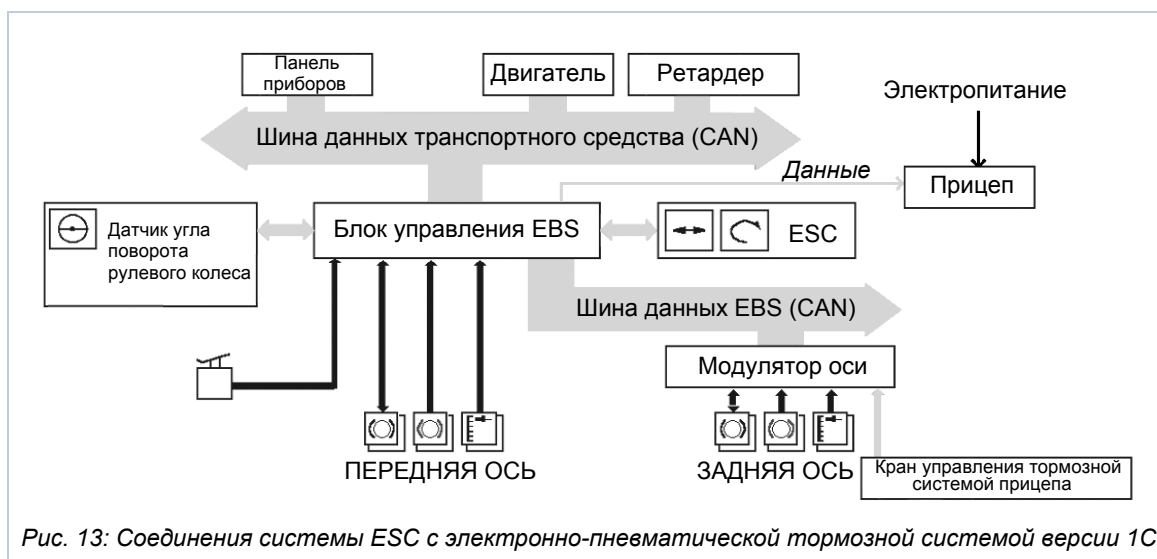 Панель
приборов
Двигатель
Ретардер
Электропитание
Шина данных транспортного средства (CAN)
Данные
Прицеп
Датчик угла
поворота
рулевого колеса
Блок управления EBS
ESC
Шина данных EBS (CAN)
Модулятор оси
ПЕРЕДНЯЯ ОСЬ
ЗАДНЯЯ ОСЬ
Кран управления тормозной
системой прицепа
Рис. 13: Соединения системы ESC с электронно-пневматической тормозной системой версии 1C